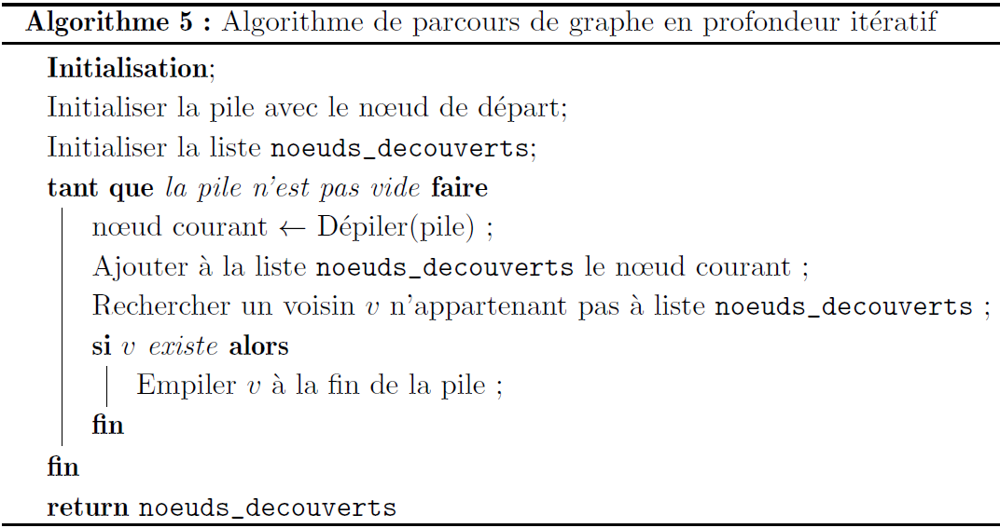 Algorithme 5 : Algorithme de parcours de graphe en profondeur itératif
Initialisation;
Initialiser la pile avec le nœud de départ;
Initialiser la liste noeuds_decouverts;
tant que la pile n'est pas vide faire
nœud courant ← Dépiler(pile) ;
Ajouter à la liste noeuds_decouverts le nœud courant ;
Rechercher un voisin v n'appartenant pas à liste noeuds_decouverts ;
si v existe alors
Empiler v à la fin de la pile ;
fin
fin
return noeuds_decouverts